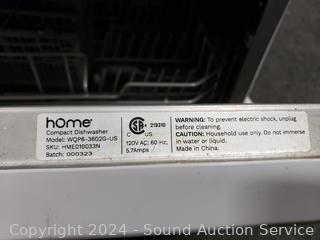 home
Compact Dishwasher
Model: WQP6-3602G-US
SKU: HME010033N
Batch: 000323
219310
C US
120V AC; 60 Hz;
5.7Amps
WARNING: To prevent electric shock, unplug
before cleaning.
CAUTION: Household use only. Do not immerse
in water or liquid.
Made in China.
Copyright 2024 - Sound Auction Service